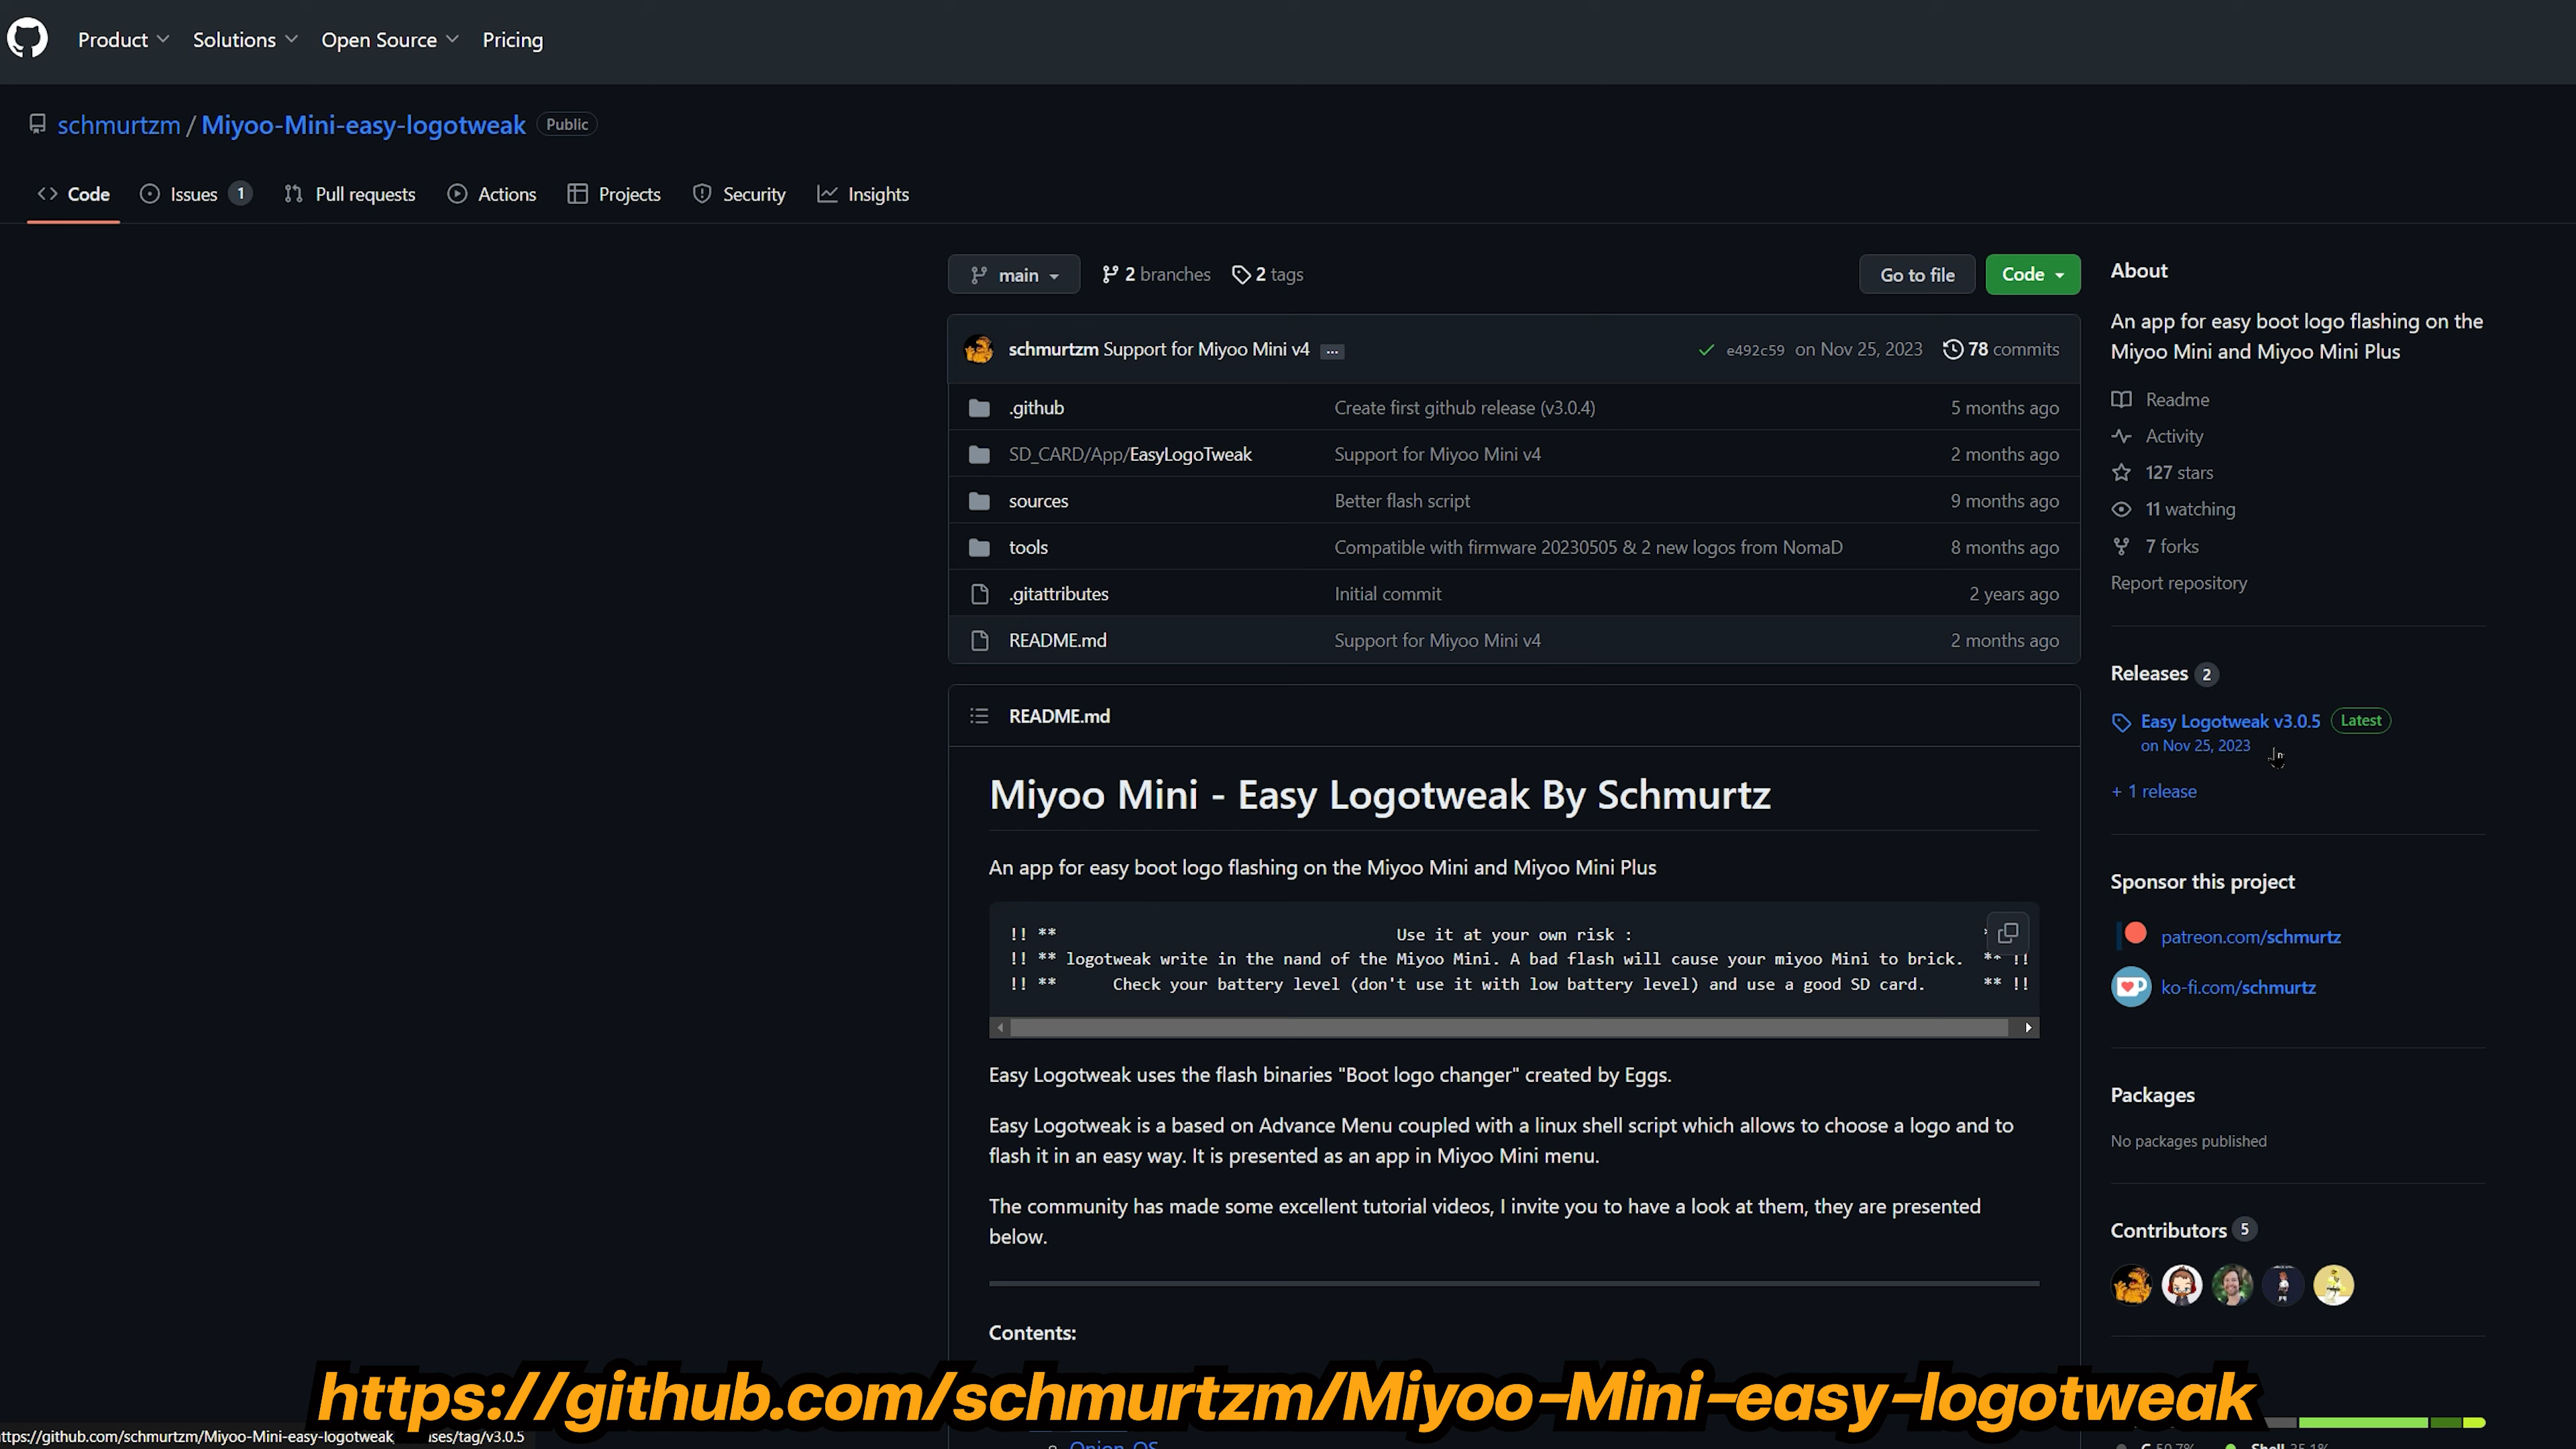 Product Solutions Open Source Pricing
schmurtzm / Miyoo-Mini-easy-logotweak Public
Code Issues 1 Pull requests Actions Projects Security Insights
main 2 branches 2 tags Go to file Code
schmurtzm Support for Miyoo Mini v4 ... e492c59 on Nov 25, 2023 78 commits
.github Create first github release (v3.0.4) 5 months ago
SD_CARD/App/EasyLogoTweak Support for Miyoo Mini v4 2 months ago
sources Better flash script 9 months ago
tools Compatible with firmware 20230505 & 2 new logos from NomaD 8 months ago
.gitattributes Initial commit 2 years ago
README.md Support for Miyoo Mini v4 2 months ago
README.md
Miyoo Mini - Easy Logotweak By Schmurtz
An app for easy boot logo flashing on the Miyoo Mini and Miyoo Mini Plus
!! ** Use it at your own risk :
!! ** logotweak write in the nand of the Miyoo Mini. A bad flash will cause your miyoo Mini to brick. ** !!
!! ** Check your battery level (don't use it with low battery level) and use a good SD card. ** !!
Easy Logotweak uses the flash binaries "Boot logo changer" created by Eggs.
Easy Logotweak is a based on Advance Menu coupled with a linux shell script which allows to choose a logo and to
flash it in an easy way. It is presented as an app in Miyoo Mini menu.
The community has made some excellent tutorial videos, I invite you to have a look at them, they are presented
below.
Contents:
About
An app for easy boot logo flashing on the
Miyoo Mini and Miyoo Mini Plus
Readme
Activity
127 stars
11 watching
7 forks
Report repository
Releases 2
Easy Logotweak v3.0.5 Latest
on Nov 25, 2023
+ 1 release
Sponsor this project
patreon.com/schmurtz
ko-fi.com/schmurtz
Packages
No packages published
Contributors 5
https://github.com/schmurtzm/Miyoo-Mini-easy-logotweak
ttps://github.com/schmurtzm/Miyoo-Mini-easy-logotweak ses/tag/v3.0.5